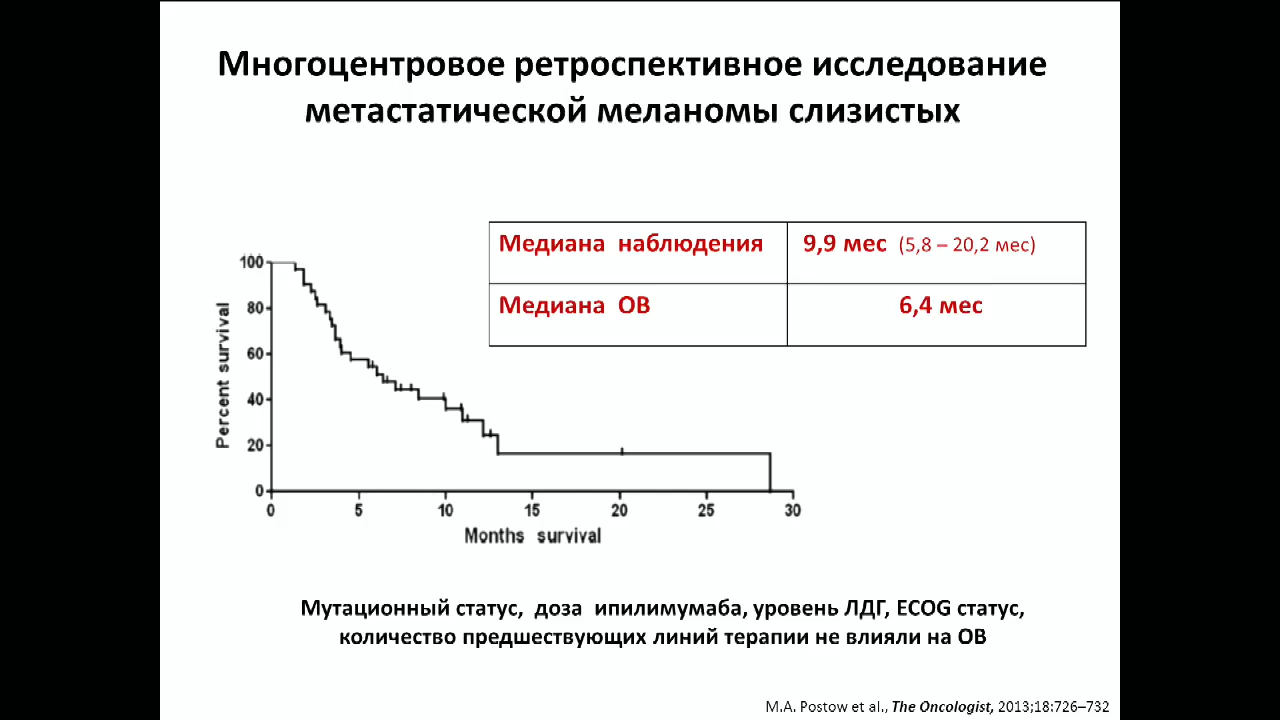 Многоцентровое ретроспективное исследование
метастатической меланомы слизистых
Медиана наблюдения 9,9 мес (5,8 – 20,2 мес)
Медиана ОВ 6,4 мес
Percent survival
100
80
60
40
20
0
0 5 10 15 20 25 30
Months survival
Мутационный статус, доза ипилимумаба, уровень ЛДГ, ECOG статус,
количество предшествующих линий терапии не влияли на ОВ
M.A. Postow et al., The Oncologist, 2013;18:726–732